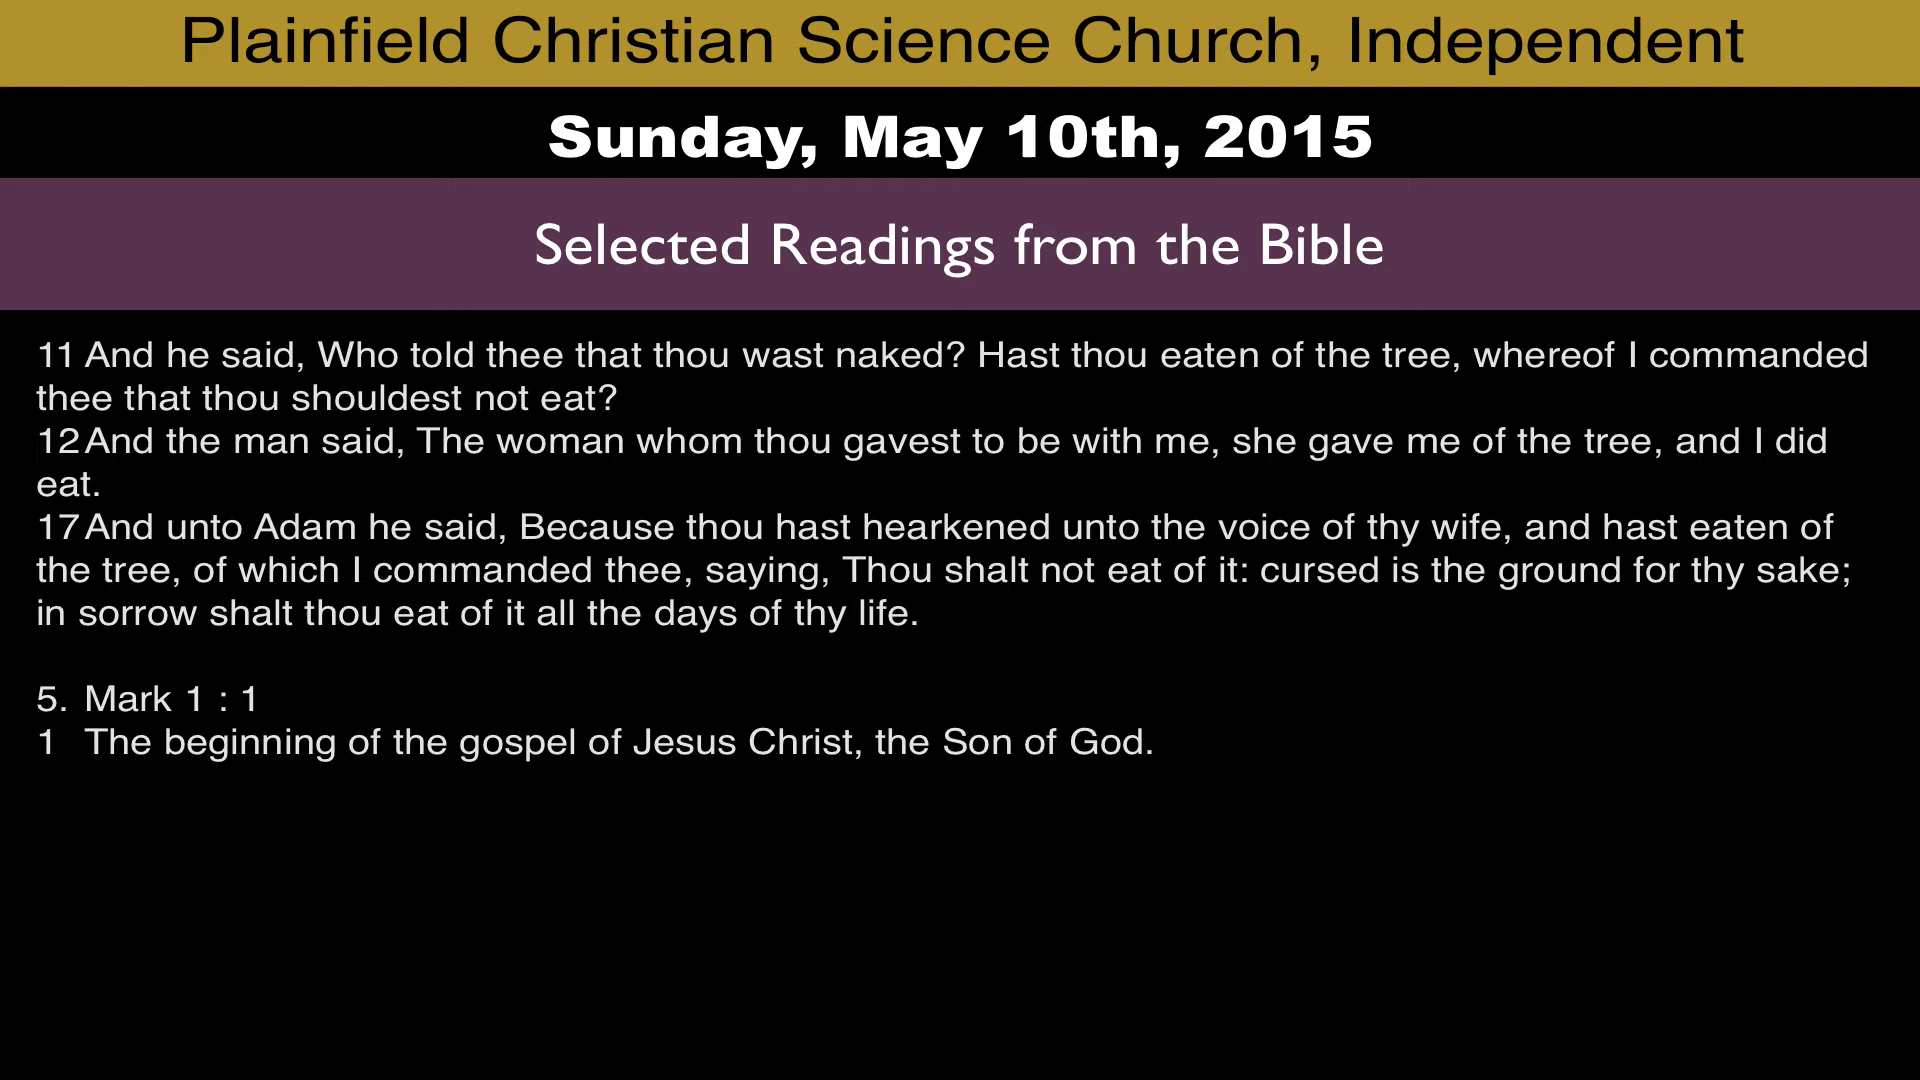 Plainfield Christian Science Church, Independent
Sunday, May 10th, 2015
Selected Readings from the Bible
11 And he said, Who told thee that thou wast naked? Hast thou eaten of the tree, whereof I commanded
thee that thou shouldest not eat?
12 And the man said, The woman whom thou gavest to be with me, she gave me of the tree, and I did
eat.
17 And unto Adam he said, Because thou hast hearkened unto the voice of thy wife, and hast eaten of
the tree, of which I commanded thee, saying, Thou shalt not eat of it: cursed is the ground for thy sake;
in sorrow shalt thou eat of it all the days of thy life.
5. Mark 1 : 1
1 The beginning of the gospel of Jesus Christ, the Son of God.